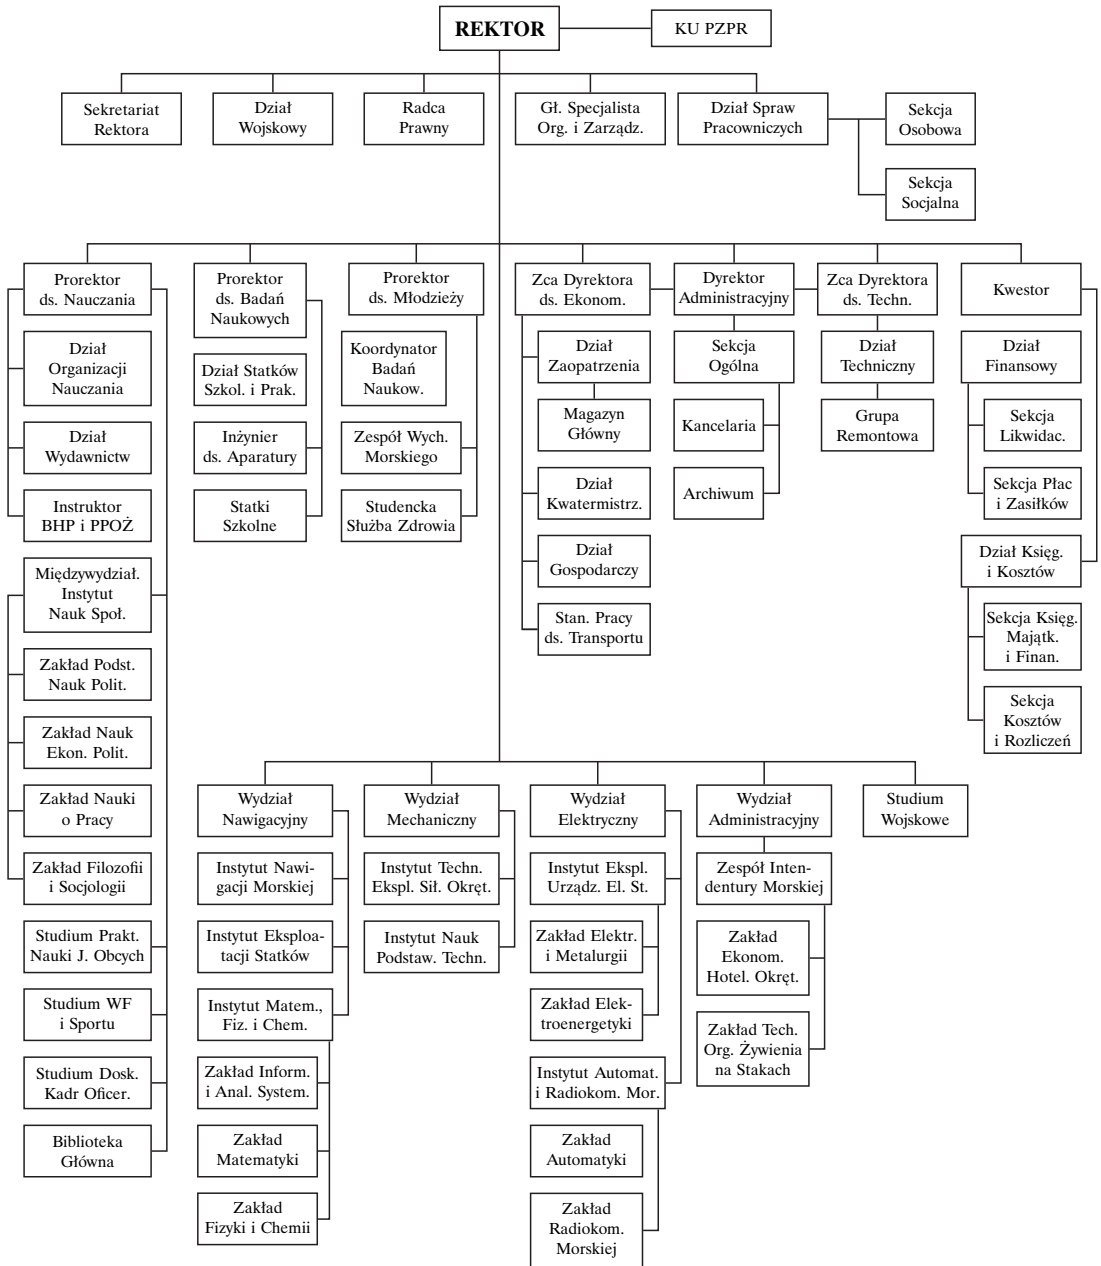 REKTOR
KU PZPR
Sekretariat
Rektora
Dział
Wojskowy
Radca
Prawny
Gł. Specjalista
Org. i Zarządz.
Dział Spraw
Pracowniczych
Sekcja
Osobowa
Sekcja
Socjalna
Prorektor
ds. Nauczania
Prorektor
ds. Badań
Naukowych
Prorektor
ds. Młodzieży
Zca Dyrektora
ds. Ekonom.
Dyrektor
Administracyjny
Zca Dyrektora
ds. Techn.
Kwestor
Dział
Organizacji
Nauczania
Dział
Wydawnictw
Instruktor
BHP i PPOŻ
Międzywydział.
Instytut
Nauk Społ.
Zakład Podst.
Nauk Polit.
Zakład Nauk
Ekon. Polit.
Zakład Nauki
o Pracy
Zakład Filozofii
i Socjologii
Studium Prakt.
Nauki J. Obcych
Studium WF
i Sportu
Studium Dosk.
Kadr Oficer.
Biblioteka
Główna
Dział Statków
Szkol. i Prak.
Inżynier
ds. Aparatury
Statki
Szkolne
Koordynator
Badań
Naukow.
Zespół Wych.
Morskiego
Studencka
Służba Zdrowia
Dział
Zaopatrzenia
Magazyn
Główny
Dział
Kwatermistrz.
Dział
Gospodarczy
Stan. Pracy
ds. Transportu
Sekcja
Ogólna
Kancelaria
Archiwum
Dział
Techniczny
Grupa
Remontowa
Dział
Finansowy
Sekcja
Likwidac.
Sekcja Płac
i Zasiłków
Dział Księg.
i Kosztów
Sekcja Księg.
Majątk.
i Finan.
Sekcja
Kosztów
i Rozliczeń
Wydział
Nawigacyjny
Instytut Nawi-
gacji Morskiej
Instytut Eksploa-
tacji Statków
Instytut Matem.,
Fiz. i Chem.
Zakład Inform.
i Anal. System.
Zakład
Matematyki
Zakład
Fizyki i Chemii
Wydział
Mechaniczny
Instytut Techn.
Ekspl. Sił. Okręt.
Instytut Nauk
Podstaw. Techn.
Wydział
Elektryczny
Instytut Ekspl.
Urządz. El. St.
Zakład Elektr.
i Metalurgii
Zakład Elek-
troenergetyki
Instytut Automat.
i Radiokom. Mor.
Zakład
Automatyki
Zakład
Radiokom.
Morskiej
Wydział
Administracyjny
Zespół Inten-
dentury Morskiej
Zakład
Ekonom.
Hotel. Okręt.
Zakład Tech.
Org. Żywienia
na Stakach
Studium
Wojskowe